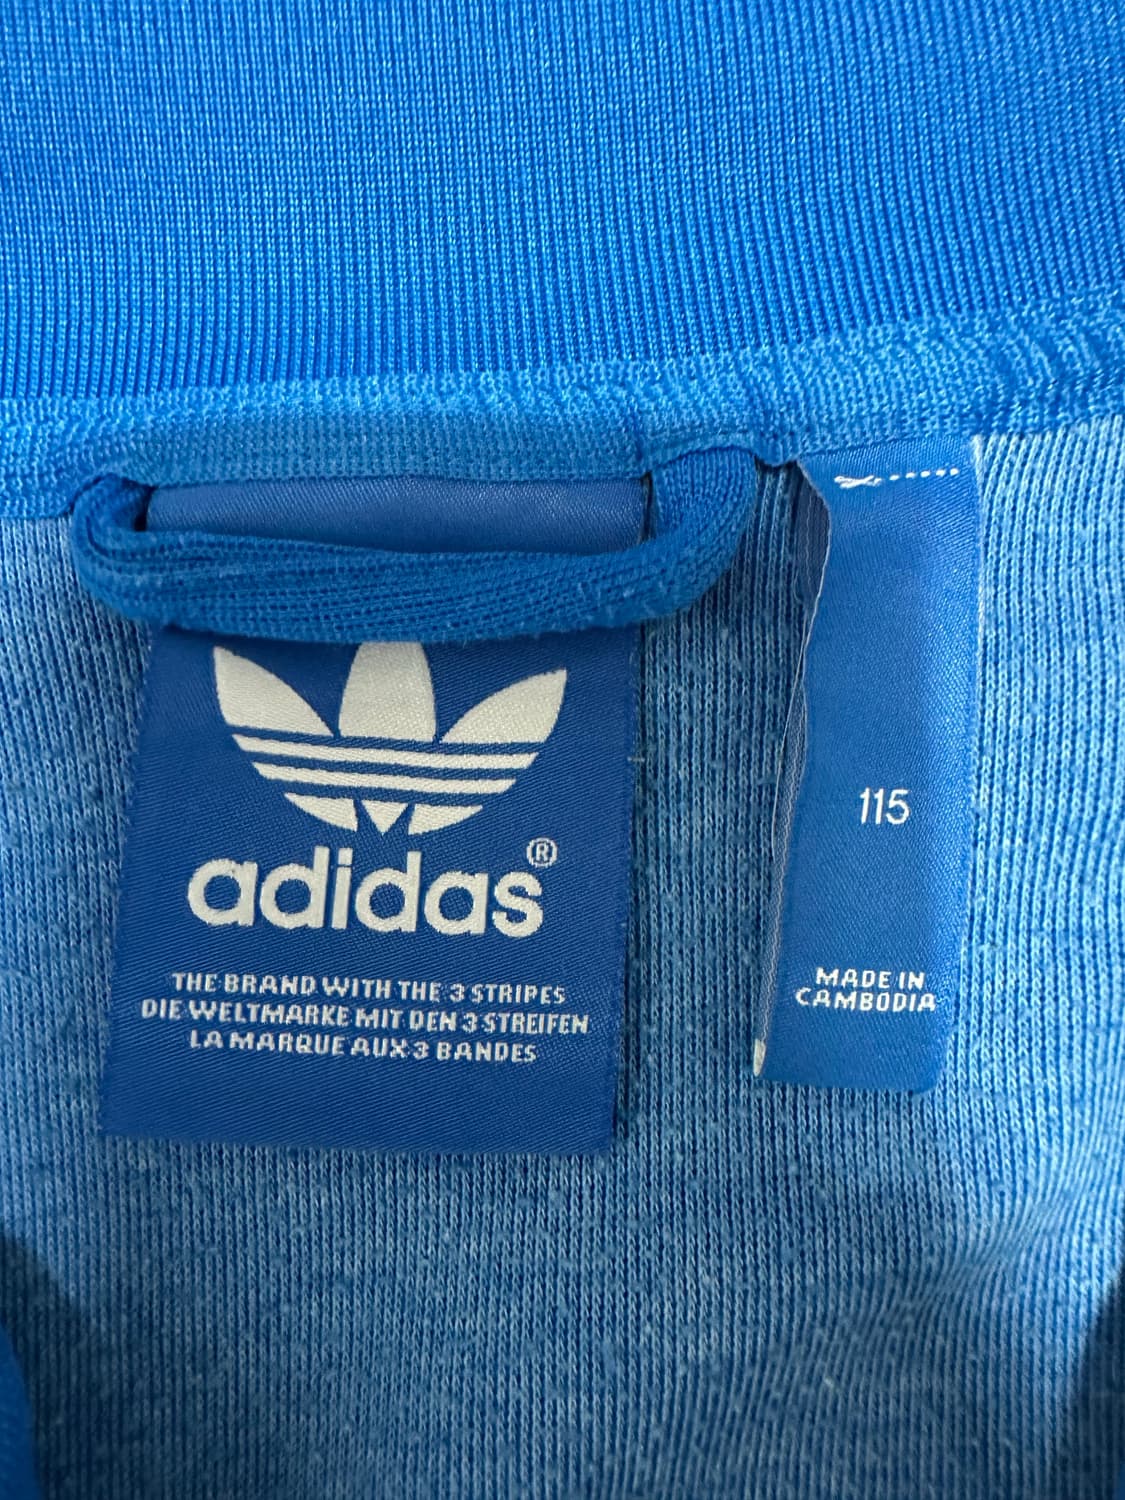 adidas®
THE BRAND WITH THE 3 STRIPES
DIE WELTMARKE MIT DEN 3 STREIFEN
LA MARQUE AUX 3 BANDES
115
MADE IN
CAMBODIA